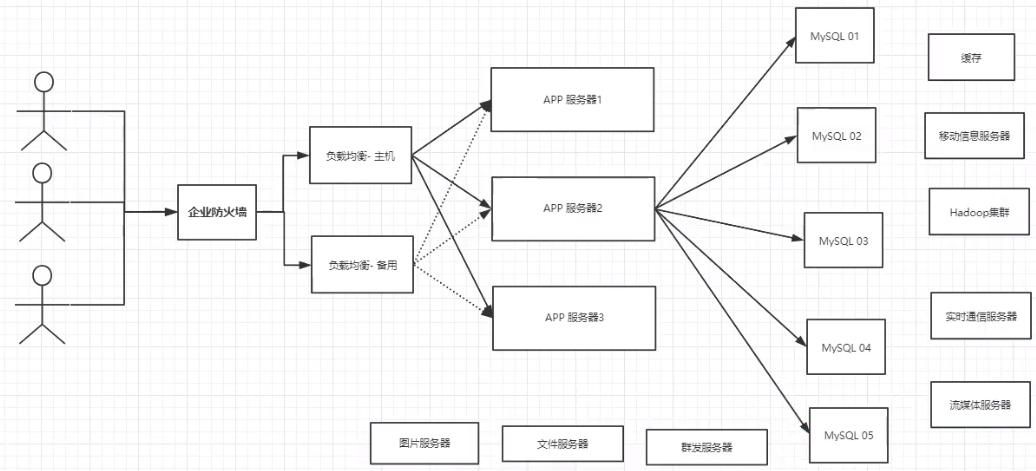 MySQL 01
缓存
APP 服务器1
MySQL 02
移动信息服务器
负载均衡- 主机
企业防火墙
APP 服务器2
Hadoop集群
MySQL 03
负载均衡- 备用
APP 服务器3
实时通信服务器
MySQL 04
流媒体服务器
MySQL 05
图片服务器
文件服务器
群发服务器